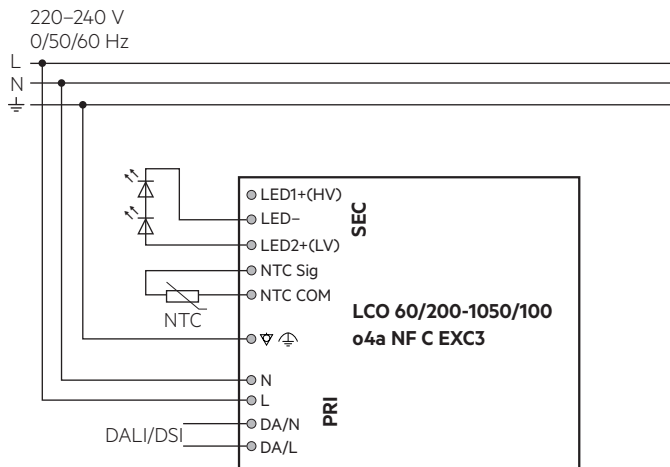 220–240 V
0/50/60 Hz
L
N
LED1+(HV)
SEC
LED–
LED2+(LV)
NTC Sig
NTC COM
NTC
LCO 60/200-1050/100
o4a NF C EXC3
N
L
PRI
DA/N
DALI/DSI
DA/L